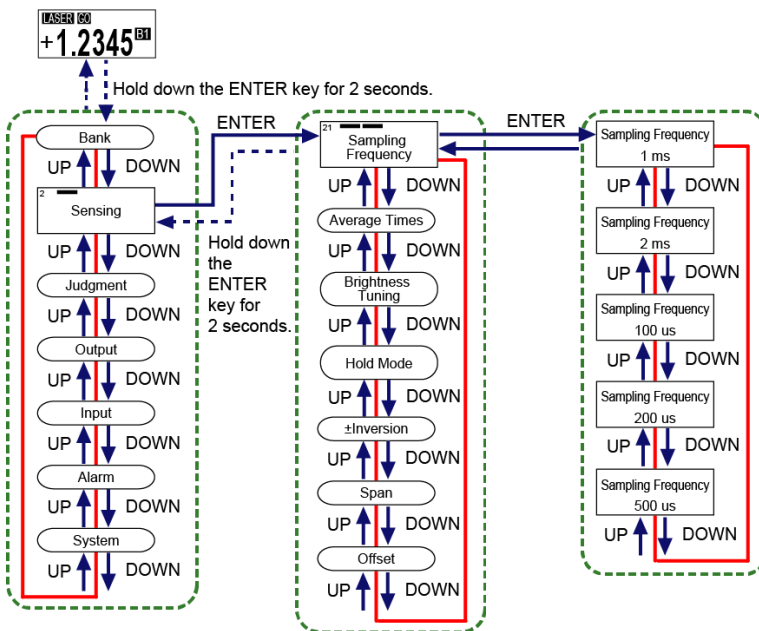 LASER GO
+1.2345 B1
Hold down the ENTER key for 2 seconds.
Bank
UP DOWN
2
Sensing
UP DOWN
Judgment
UP DOWN
Output
UP DOWN
Input
UP DOWN
Alarm
UP DOWN
System
UP DOWN
ENTER
Hold down
the
ENTER
key for
2 seconds.
21
Sampling
Frequency
UP DOWN
Average Times
UP DOWN
Brightness
Tuning
UP DOWN
Hold Mode
UP DOWN
±Inversion
UP DOWN
Span
UP DOWN
Offset
UP DOWN
ENTER
Sampling Frequency
1 ms
UP DOWN
Sampling Frequency
2 ms
UP DOWN
Sampling Frequency
100 us
UP DOWN
Sampling Frequency
200 us
UP DOWN
Sampling Frequency
500 us
UP DOWN